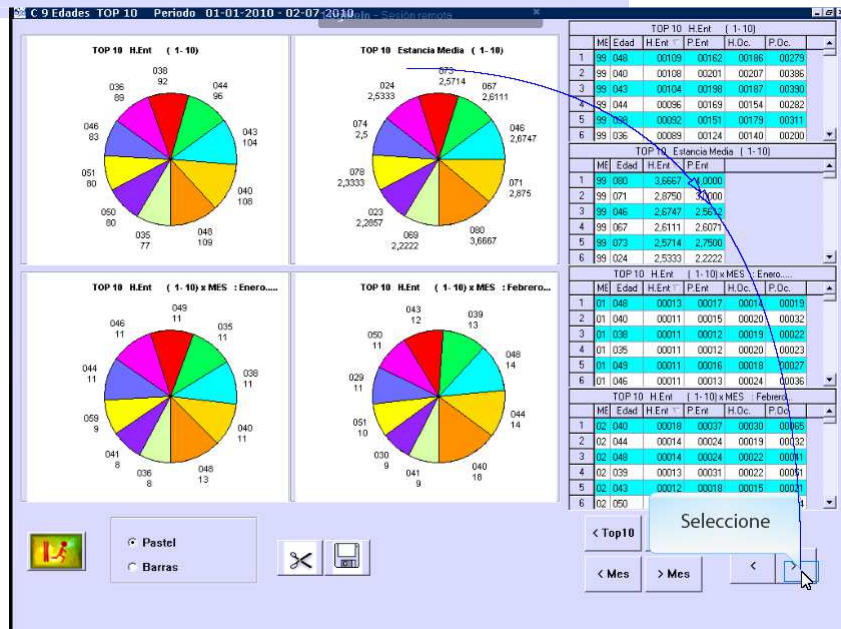 C 9 Edades TOP 10 Periodo 01-01-2010 - 02-07-2010
Sesión remota
TOP 10 H.Ent ( 1- 10)
038
92
044
96
043
104
040
108
048
109
035
77
050
80
051
80
046
83
036
89
TOP 10 Estancia Media ( 1- 10)
073
2,5714
067
2,6111
046
2,6747
071
2,875
080
3,6667
069
2,2222
023
2,2857
078
2,3333
074
2,5
024
2,5333
TOP 10 H.Ent ( 1- 10) x MES : Enero.....
049
11
035
11
038
11
040
11
048
13
036
8
041
8
059
9
044
11
046
11
TOP 10 H.Ent ( 1- 10) x MES : Febrero...
043
12
039
13
048
14
044
14
040
18
041
9
030
9
051
10
029
11
050
11
TOP 10 H.Ent ( 1- 10)
ME Edad H.Ent P.Ent H.Oc. P.Oc.
1 99 048 00109 00162 00186 00279
2 99 040 00108 00201 00207 00386
3 99 043 00104 00198 00187 00390
4 99 044 00096 00169 00154 00282
5 99 038 00092 00151 00179 00311
6 99 036 00089 00124 00140 00200
TOP 10 Estancia Media ( 1- 10)
ME Edad H.Ent P.Ent
1 99 080 3,6667 4,0000
2 99 071 2,8750 3,0000
3 99 046 2,6747 2,5612
4 99 067 2,6111 2,6071
5 99 073 2,5714 2,7500
6 99 024 2,5333 2,2222
TOP 10 H.Ent ( 1- 10) x MES : Enero.....
ME Edad H.Ent P.Ent H.Oc. P.Oc.
1 01 048 00013 00017 00014 00019
2 01 040 00011 00015 00020 00032
3 01 038 00011 00012 00019 00022
4 01 035 00011 00012 00020 00023
5 01 049 00011 00016 00018 00027
6 01 046 00011 00013 00024 00036
TOP 10 H.Ent ( 1- 10) x MES : Febrero
ME Edad H.Ent P.Ent H.Oc. P.Oc.
1 02 040 00018 00037 00030 00065
2 02 044 00014 00024 00019 00032
3 02 048 00014 00024 00022 00041
4 02 039 00013 00031 00022 00051
5 02 043 00012 00018 00015 00021
6 02 050
Pastel
Barras
< Top10
Seleccione
< Mes
> Mes
<
>